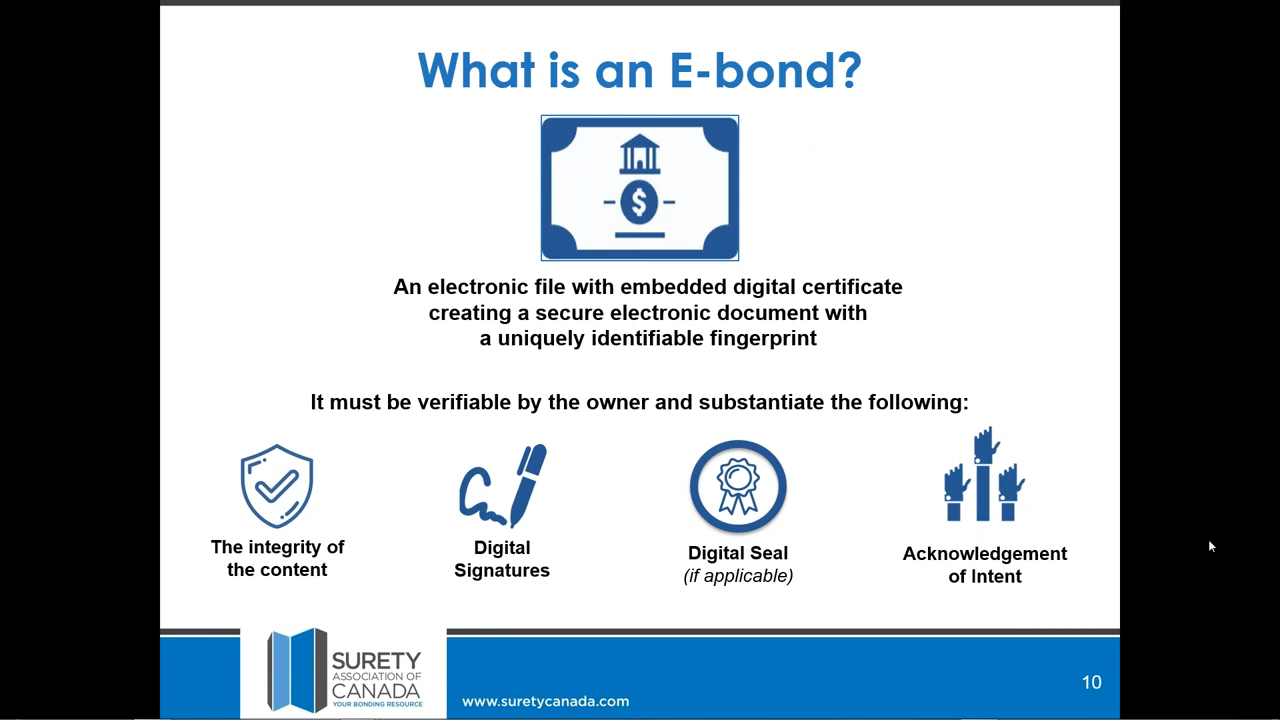 What is an E-bond?
$
An electronic file with embedded digital certificate
creating a secure electronic document with
a uniquely identifiable fingerprint
It must be verifiable by the owner and substantiate the following:
The integrity of
the content
Digital
Signatures
Digital Seal
(if applicable)
Acknowledgement
of Intent
SURETY
ASSOCIATION OF
CANADA
YOUR BONDING RESOURCE
www.suretycanada.com
10